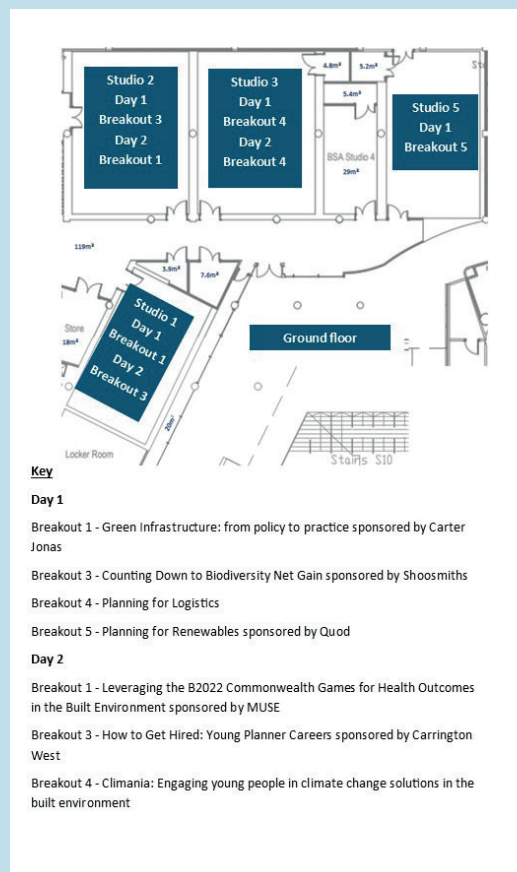 4.8m²
5.2m²
Studio 2
Day 1
Breakout 3
Day 2
Breakout 1
Studio 3
Day 1
Breakout 4
Day 2
Breakout 4
5.4m²
BSA Studio 4
29m²
Studio 5
Day 1
Breakout 5
119m²
3.9m²
7.6m²
Store
18m²
Studio 1
Day 1
Breakout 1
Day 2
Breakout 3
Ground floor
20m²
Locker Room
Stairs S10
Key
Day 1
Breakout 1 - Green Infrastructure: from policy to practice sponsored by Carter
Jonas
Breakout 3 - Counting Down to Biodiversity Net Gain sponsored by Shoosmiths
Breakout 4 - Planning for Logistics
Breakout 5 - Planning for Renewables sponsored by Quod
Day 2
Breakout 1 - Leveraging the B2022 Commonwealth Games for Health Outcomes
in the Built Environment sponsored by MUSE
Breakout 3 - How to Get Hired: Young Planner Careers sponsored by Carrington
West
Breakout 4 - Climania: Engaging young people in climate change solutions in the
built environment